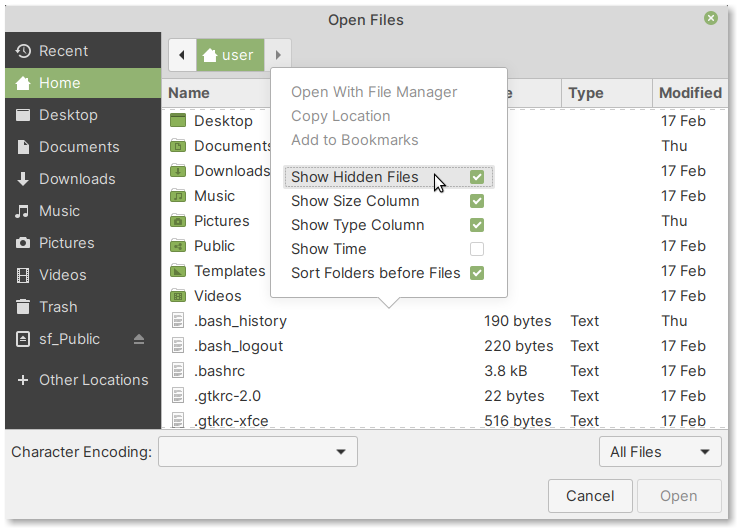 Open Files
Recent
Home
Desktop
Documents
Downloads
Music
Pictures
Videos
Trash
sf_Public
Other Locations
user
Name Type Modified
Desktop 17 Feb
Documents Thu
Downloads 17 Feb
Music 17 Feb
Pictures Thu
Public 17 Feb
Templates 17 Feb
Videos 17 Feb
.bash_history 190 bytes Text Thu
.bash_logout 220 bytes Text 17 Feb
.bashrc 3.8 kB Text 17 Feb
.gtkrc-2.0 22 bytes Text 17 Feb
.gtkrc-xfce 516 bytes Text 17 Feb
Open With File Manager
Copy Location
Add to Bookmarks
Show Hidden Files
Show Size Column
Show Type Column
Show Time
Sort Folders before Files
Character Encoding:
All Files
Cancel
Open